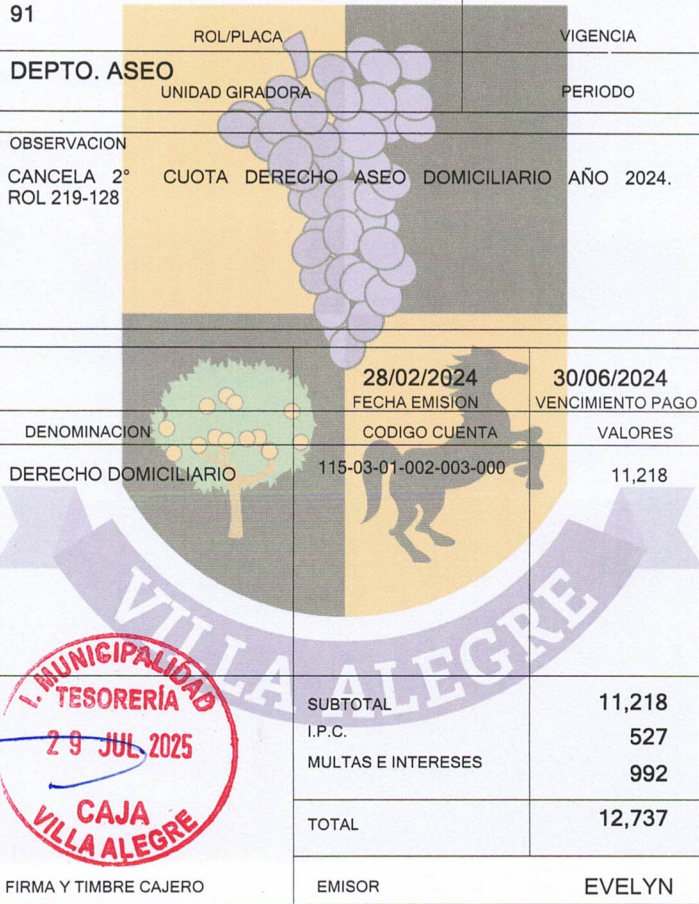 91
ROL/PLACA
VIGENCIA
DEPTO. ASEO
UNIDAD GIRADORA
PERIODO
OBSERVACION
CANCELA 2° CUOTA DERECHO ASEO DOMICILIARIO AÑO 2024.
ROL 219-128
28/02/2024
30/06/2024
FECHA EMISION
VENCIMIENTO PAGO
DENOMINACION
CODIGO CUENTA
VALORES
DERECHO DOMICILIARIO
115-03-01-002-003-000
11,218
VILLA ALEGRE
I. MUNICIPALIDAD
TESORERÍA
29 JUL 2025
CAJA
VILLA ALEGRE
SUBTOTAL
11,218
I.P.C.
527
MULTAS E INTERESES
992
TOTAL
12,737
FIRMA Y TIMBRE CAJERO
EMISOR
EVELYN